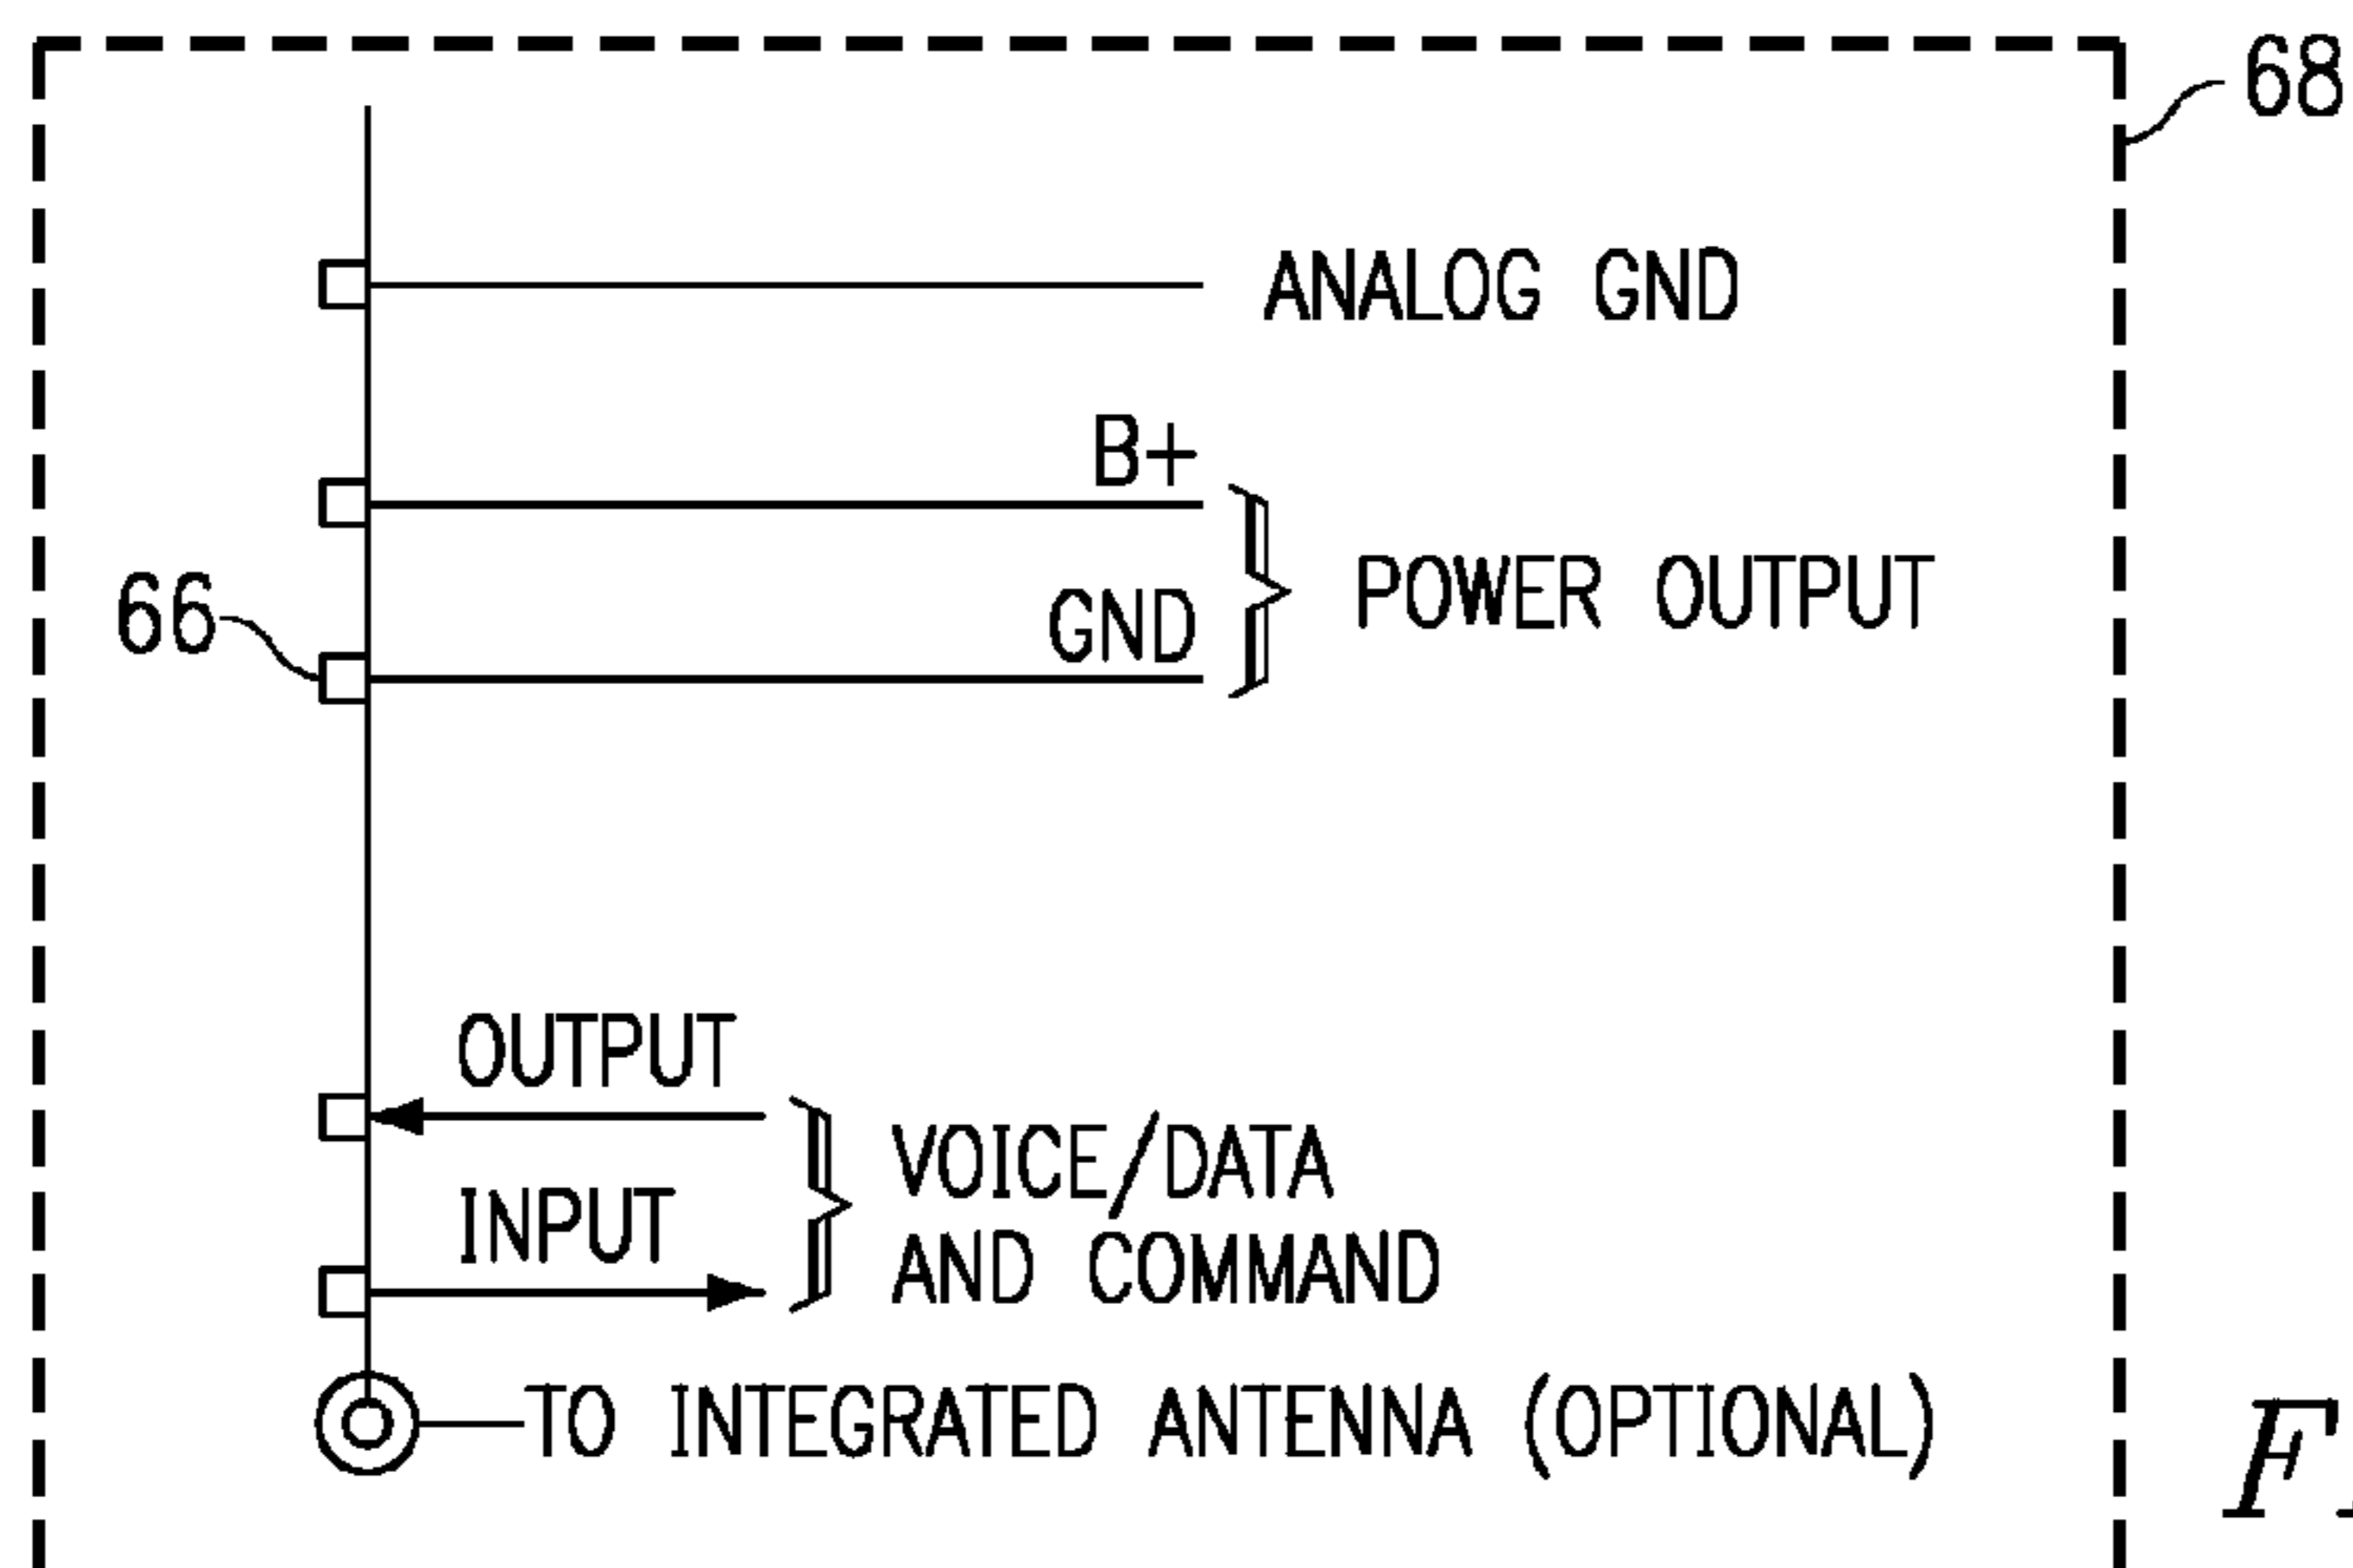 68
ANALOG GND
B+
POWER OUTPUT
66
GND
OUTPUT
VOICE/DATA
INPUT
AND COMMAND
TO INTEGRATED ANTENNA (OPTIONAL)